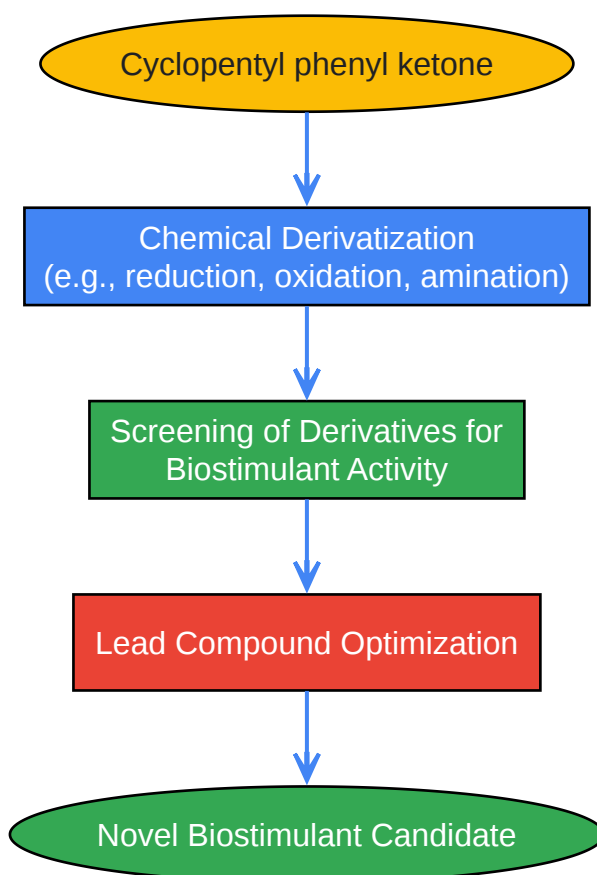 Cyclopentyl phenyl ketone
Chemical Derivatization
(e.g., reduction, oxidation, amination)
Screening of Derivatives for
Biostimulant Activity
Lead Compound Optimization
Novel Biostimulant Candidate